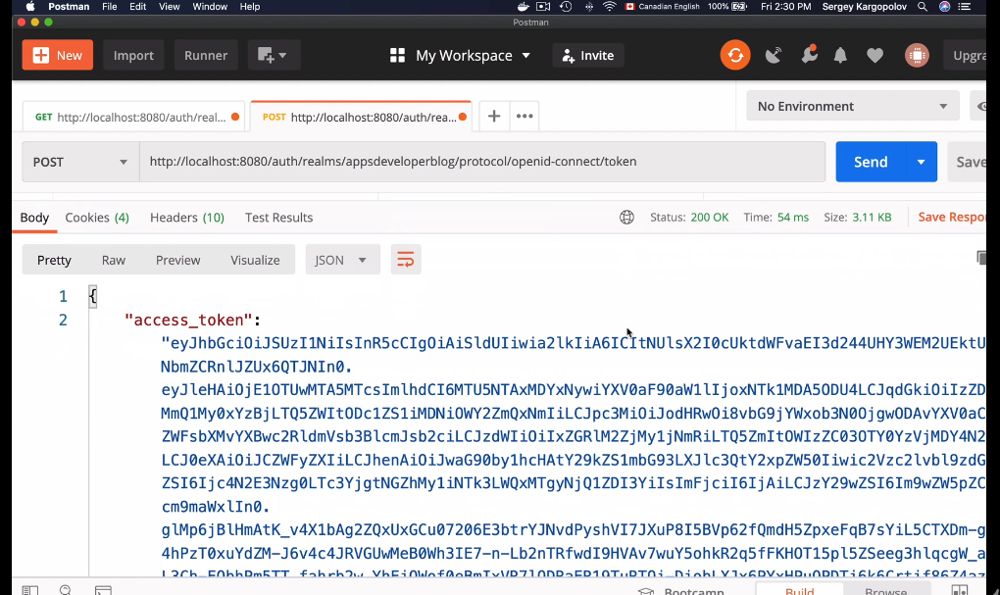 Postman File Edit View Window Help Canadian English 100% Fri 2:30 PM Sergey Kargopolov
Postman
New Import Runner My Workspace Invite Upgra
GET http://localhost:8080/auth/real... POST http://localhost:8080/auth/rea... No Environment
POST http://localhost:8080/auth/realms/appsdeveloperblog/protocol/openid-connect/token Send Save
Body Cookies (4) Headers (10) Test Results Status: 200 OK Time: 54 ms Size: 3.11 KB Save Respo
Pretty Raw Preview Visualize JSON
1 {
2 "access_token":
"eyJhbGciOiJSUzI1NiIsInR5cCIgOiAiSldUIiwia2lkIiA6ICItNUlsX2I0cUktdWFvaEI3d244UHY3WEM2UEktU
NbmZCRnlJZUx6QTJNIn0.
eyJleHAiOjE1OTUwMTA5MTcsImlhdCI6MTU5NTAxMDYxNywiYXV0aF90aW1lIjoxNTk1MDA5ODU4LCJqdGkiOiIzZD
MmQ1My0xYzBjLTQ5ZWItODc1ZS1iMDNiOWY2ZmQxNmIiLCJpc3MiOiJodHRwOi8vbG9jYWxob3N0OjgwODAvYXV0aC
ZWFsbXMvYXBwc2RldmVsb3BlcmJsb2ciLCJzdWIiOiIxZGRlM2ZjMy1jNmRiLTQ5ZmItOWIzZC03OTY0YzVjMDY4N2
LCJ0eXAiOiJCZWFyZXIiLCJhenAiOiJwaG90by1hcHAtY29kZS1mbG93LXJlc3QtY2xpZW50Iiwic2Vzc2lvbl9zdG
ZSI6Ijc4N2E3Nzg0LTc3YjgtNGZhMy1iNTk3LWQxMTgyNjQ1ZDI3YiIsImFjciI6IjAiLCJzY29wZSI6Im9wZW5pZC
cm9maWxlIn0.
glMp6jBlHmAtK_v4X1bAg2ZQxUxGCu07206E3btrYJNvdPyshVI7JXuP8I5BVp62fQmdH5ZpxeFqB7sYiL5CTXDm-g
4hPzT0xuYdZM-J6v4c4JRVGUwMeB0Wh3IE7-n-Lb2nTRfwdI9HVAv7wuY5ohkR2q5fFKHOT15pl5ZSeeg3hlqcgW_a
Bootcamp Build Browse